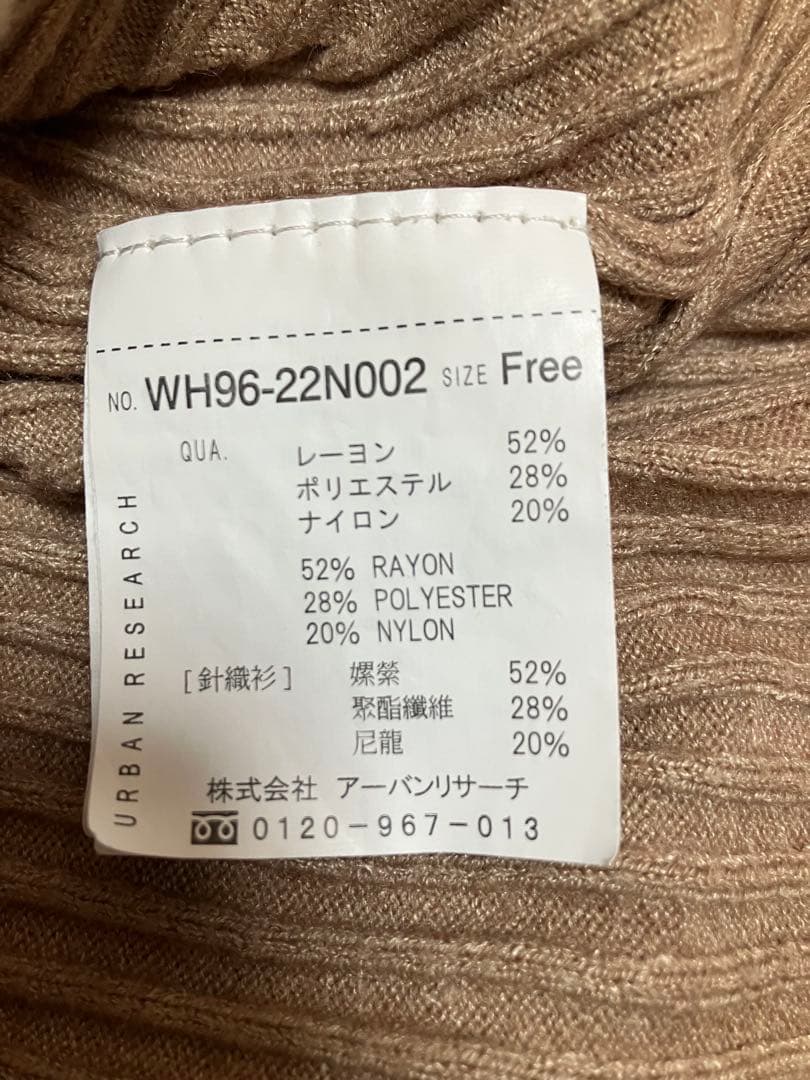 NO. WH96-22N002 SIZE Free
QUA. レーヨン 52%
ポリエステル 28%
ナイロン 20%
52% RAYON
28% POLYESTER
20% NYLON
[針織衫] 嫘縈 52%
聚酯纖維 28%
尼龍 20%
株式会社 アーバンリサーチ
0120-967-013
URBAN RESEARCH